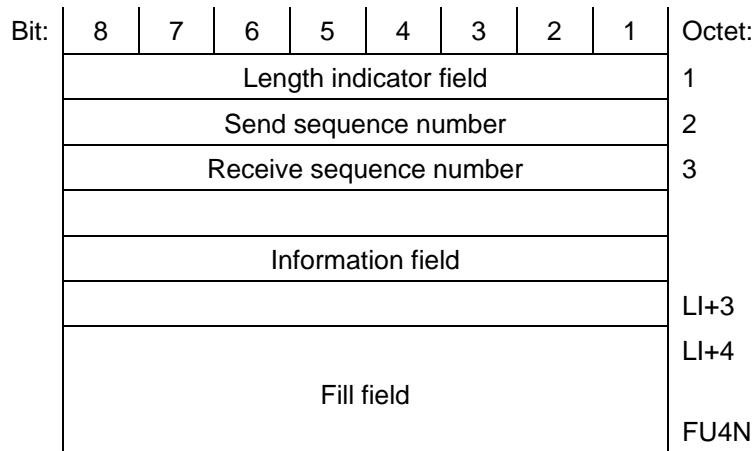 Bit: 8 7 6 5 4 3 2 1 Octet:
Length indicator field 1
Send sequence number 2
Receive sequence number 3
Information field
LI+3
LI+4
Fill field
FU4N